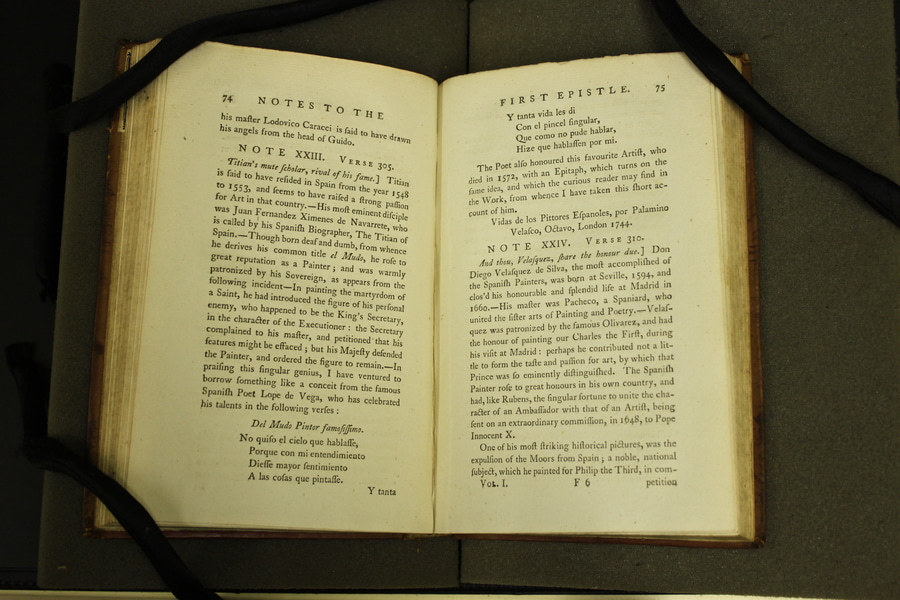 74 NOTES TO THE
his maſter Lodovico Caracci is ſaid to have drawn
his angels from the head of Guido.
NOTE XXIII. VERSE 305.
Titian's mute ſcholar, rival of his fame.] Titian
is ſaid to have reſided in Spain from the year 1548
to 1553, and ſeems to have raiſed a ſtrong paſſion
for Art in that country.—His moſt eminent diſciple
was Juan Fernandez Ximenes de Navarrete, who
is called by his Spaniſh Biographer, The Titian of
Spain.—Though born deaf and dumb, from whence
he derives his common title el Mudo, he roſe to
great reputation as a Painter; and was warmly
patronized by his Sovereign, as appears from the
following incident—In painting the martyrdom of
a Saint, he had introduced the figure of his perſonal
enemy, who happened to be the King's Secretary,
in the character of the Executioner: the Secretary
complained to his maſter, and petitioned that his
features might be effaced; but his Majeſty defended
the Painter, and ordered the figure to remain.—In
praiſing this ſingular genius, I have ventured to
borrow ſomething like a conceit from the famous
Spaniſh Poet Lope de Vega, who has celebrated
his talents in the following verſes:
Del Mudo Pintor famoſiſſimo.
No quiſo el cielo que hablaſſe,
Porque con mi entendimiento
Dieſſe mayor ſentimiento
A las coſas que pintaſſe.
Y tanta
FIRST EPISTLE. 75
Y tanta vida les di
Con el pincel ſingular,
Que como no pude hablar,
Hize que hablaſſen por mi.
The Poet alſo honoured this favourite Artiſt, who
died in 1572, with an Epitaph, which turns on the
ſame idea, and which the curious reader may find in
the Work, from whence I have taken this ſhort ac-
count of him.
Vidas de los Pittores Eſpanoles, por Palamino
Velaſco, Octavo, London 1744.
NOTE XXIV. VERSE 310.
And thou, Velaſquez, ſhare the honour due.] Don
Diego Velaſquez de Silva, the moſt accompliſhed of
the Spaniſh Painters, was born at Seville, 1594, and
clos'd his honourable and ſplendid life at Madrid in
1660.—His maſter was Pacheco, a Spaniard, who
united the ſiſter arts of Painting and Poetry.—Velaſ-
quez was patronized by the famous Olivarez, and had
the honour of painting our Charles the Firſt, during
his viſit at Madrid: perhaps he contributed not a lit-
tle to form the taſte and paſſion for art, by which that
Prince was ſo eminently diſtinguiſhed. The Spaniſh
Painter roſe to great honours in his own country, and
had, like Rubens, the ſingular fortune to unite the cha-
racter of an Ambaſſador with that of an Artiſt, being
ſent on an extraordinary commiſſion, in 1648, to Pope
Innocent X.
One of his moſt ſtriking hiſtorical pictures, was the
expulſion of the Moors from Spain; a noble, national
ſubject, which he painted for Philip the Third, in com-
VOL. I. F 6 petition